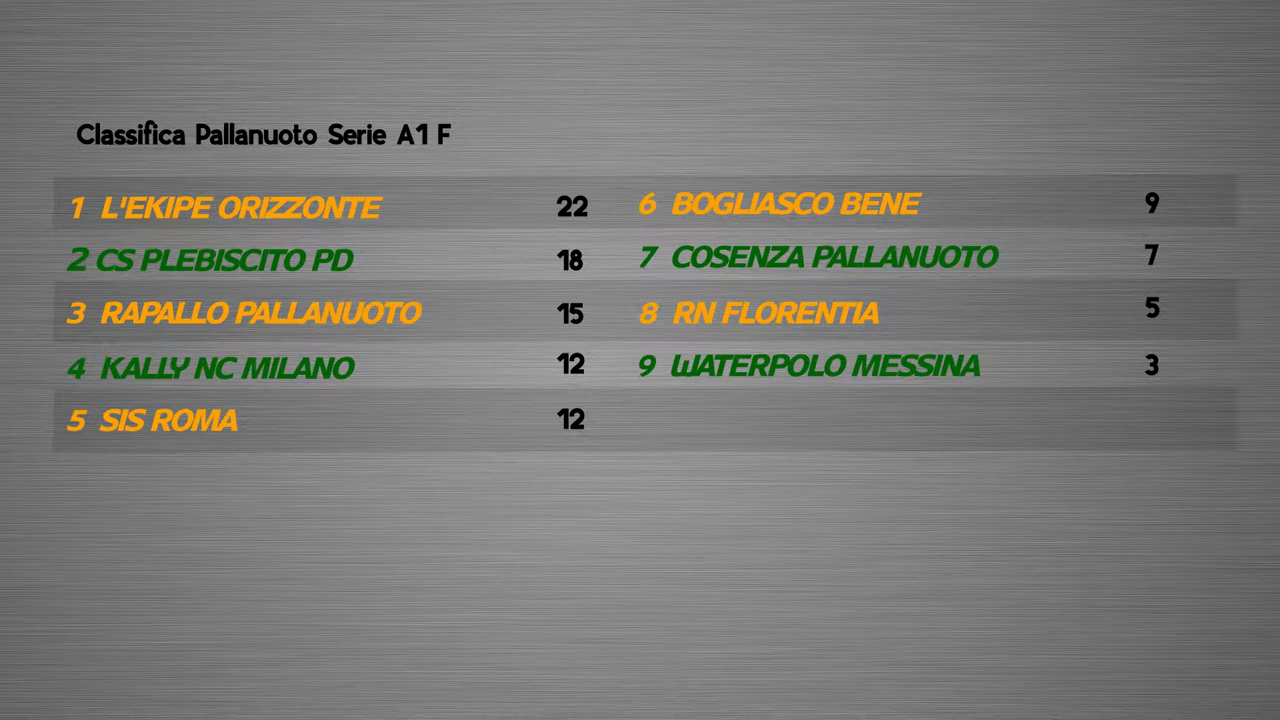 Classifica Pallanuoto Serie A1 F
1 L'EKIPE ORIZZONTE 22
2 CS PLEBISCITO PD 18
3 RAPALLO PALLANUOTO 15
4 KALLY NC MILANO 12
5 SIS ROMA 12
6 BOGLIASCO BENE 9
7 COSENZA PALLANUOTO 7
8 RN FLORENTIA 5
9 WATERPOLO MESSINA 3